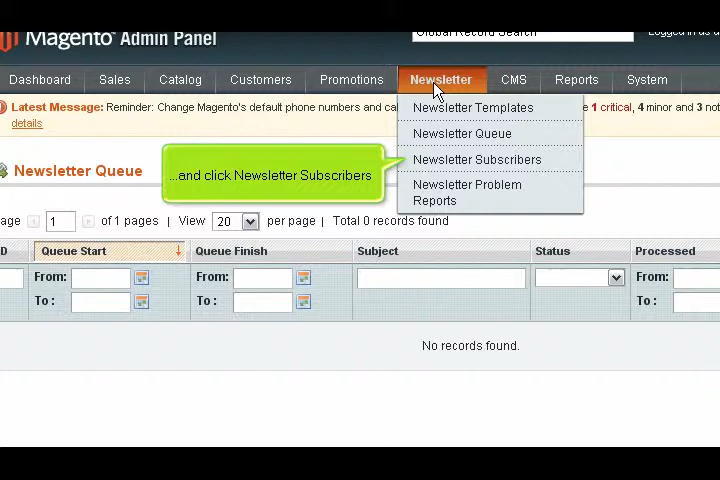 Magento™ Admin Panel
Global Record Search
Logged in as a
Dashboard Sales Catalog Customers Promotions Newsletter CMS Reports System
Latest Message: Reminder: Change Magento's default phone numbers and cal
1 critical, 4 minor and 3 not
details
Newsletter Templates
Newsletter Queue
Newsletter Subscribers
Newsletter Problem
Reports
Newsletter Queue
...and click Newsletter Subscribers
age 1 of 1 pages | View 20 per page | Total 0 records found
D Queue Start Queue Finish Subject Status Processed
From: From: From:
To : To : To :
No records found.